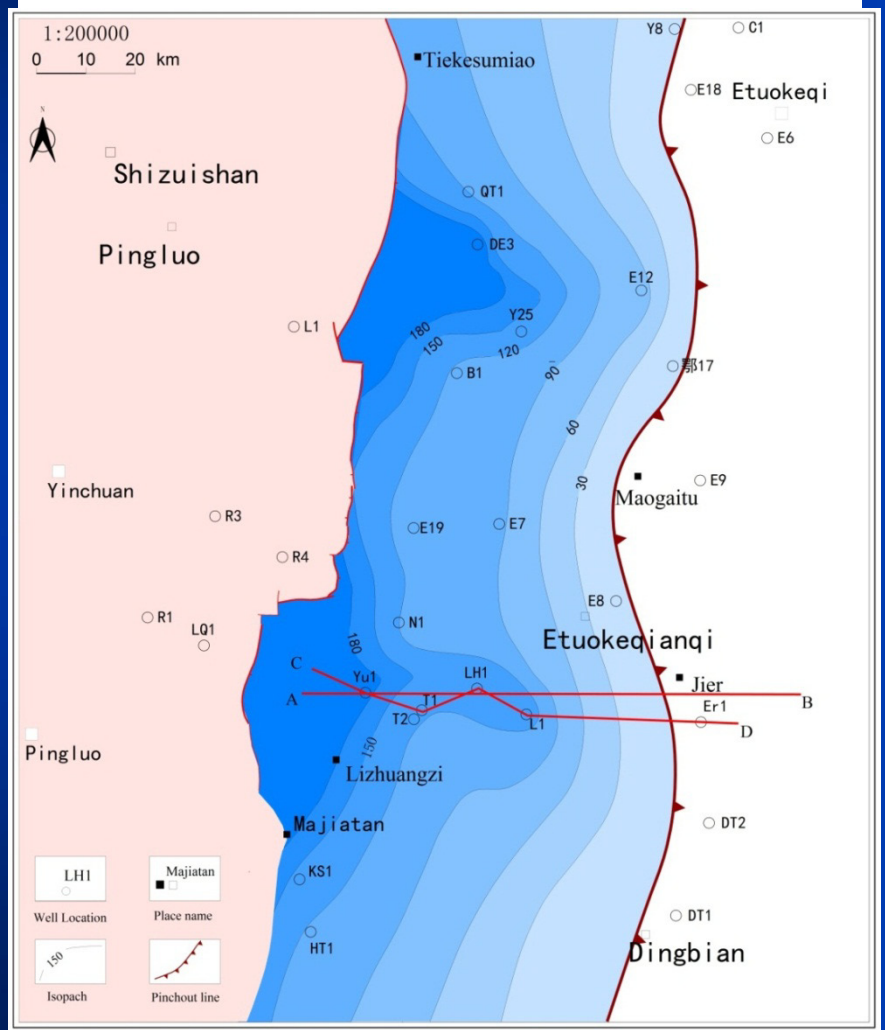 1:200000
0 10 20 km
N
Tiekesumiao
Y8
C1
E18
Etuokeqi
E6
Shizuishan
QT1
Pingluo
DE3
E12
L1
Y25
180
150
120
B1
90
鄂17
60
30
Yinchuan
Maogaitu
E9
R3
E19
E7
R4
E8
R1
LQ1
N1
180
Etuokeqianqi
C
Yu1
LH1
Jier
A
B
T1
T2
L1
Er1
D
150
Pingluo
Lizhuangzi
Majiatan
DT2
KS1
LH1
Majiatan
Well Location
Place name
DT1
HT1
Dingbian
150
Isopach
Pinchout line